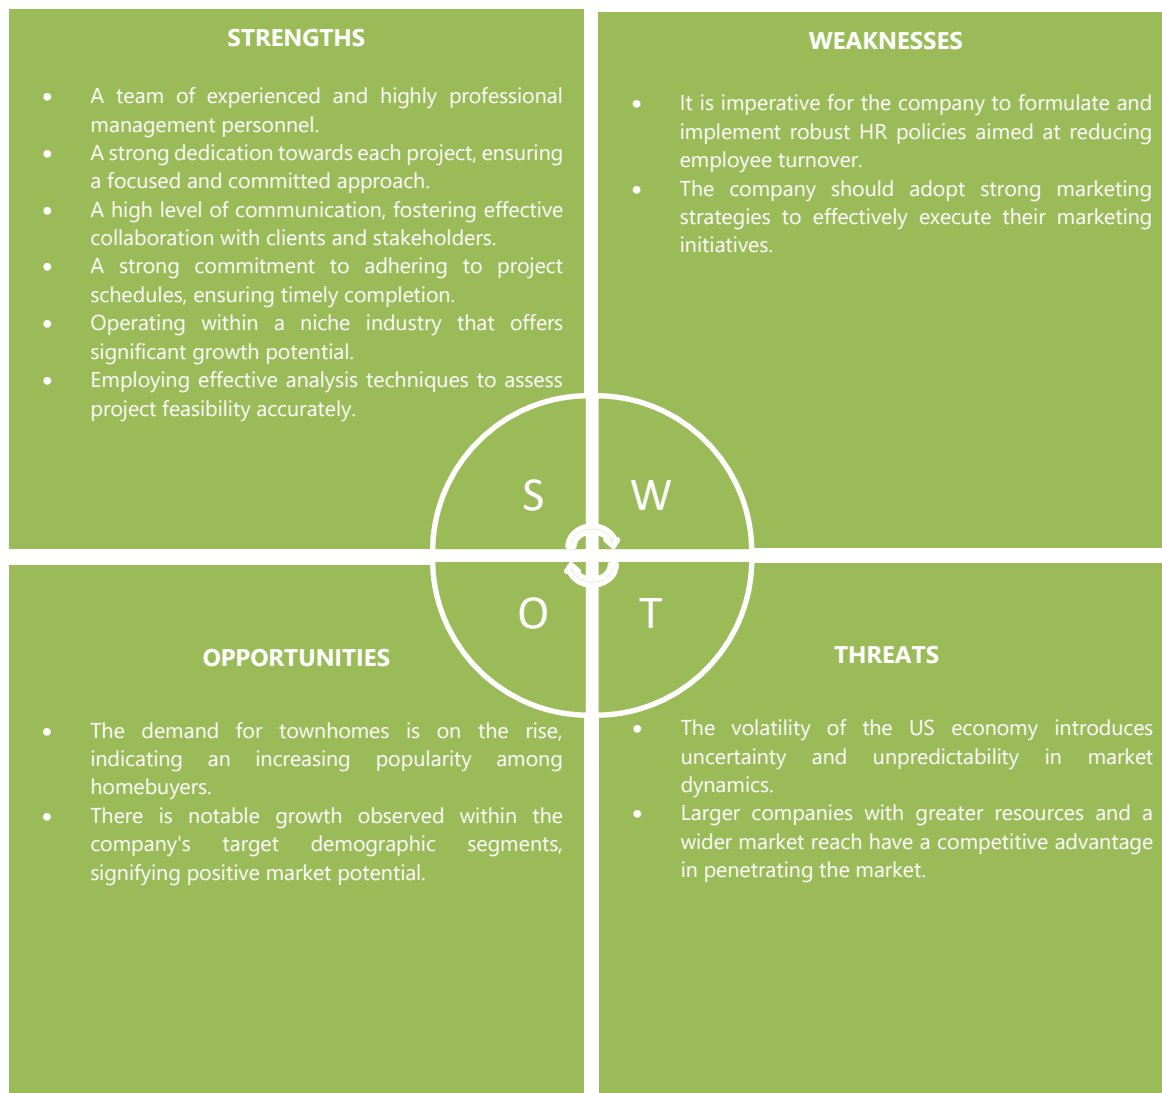 STRENGTHS
• A team of experienced and highly professional
management personnel.
• A strong dedication towards each project, ensuring
a focused and committed approach.
• A high level of communication, fostering effective
collaboration with clients and stakeholders.
• A strong commitment to adhering to project
schedules, ensuring timely completion.
• Operating within a niche industry that offers
significant growth potential.
• Employing effective analysis techniques to assess
project feasibility accurately.
WEAKNESSES
• It is imperative for the company to formulate and
implement robust HR policies aimed at reducing
employee turnover.
• The company should adopt strong marketing
strategies to effectively execute their marketing
initiatives.
S
W
O
T
OPPORTUNITIES
• The demand for townhomes is on the rise,
indicating an increasing popularity among
homebuyers.
• There is notable growth observed within the
company's target demographic segments,
signifying positive market potential.
THREATS
• The volatility of the US economy introduces
uncertainty and unpredictability in market
dynamics.
• Larger companies with greater resources and a
wider market reach have a competitive advantage
in penetrating the market.